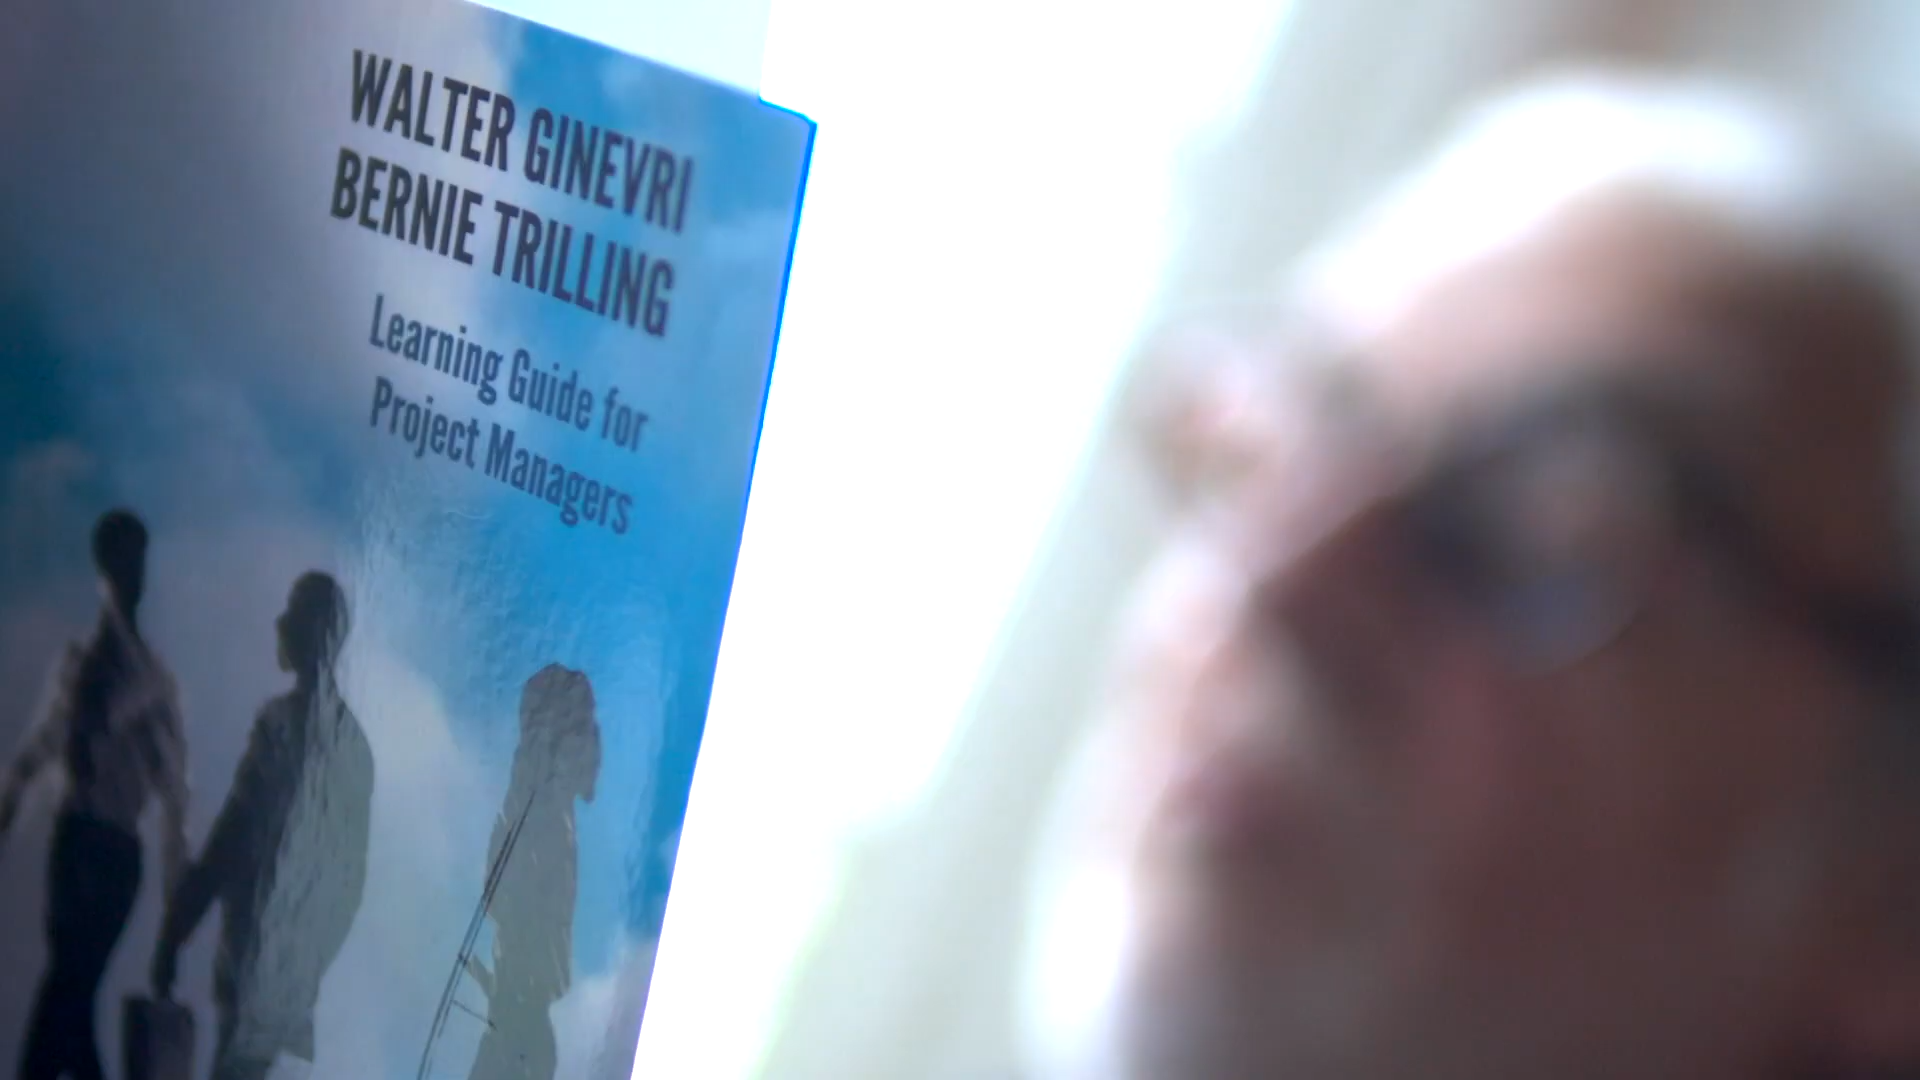 WALTER GINEVRI
BERNIE TRILLING
Learning Guide for
Project Managers